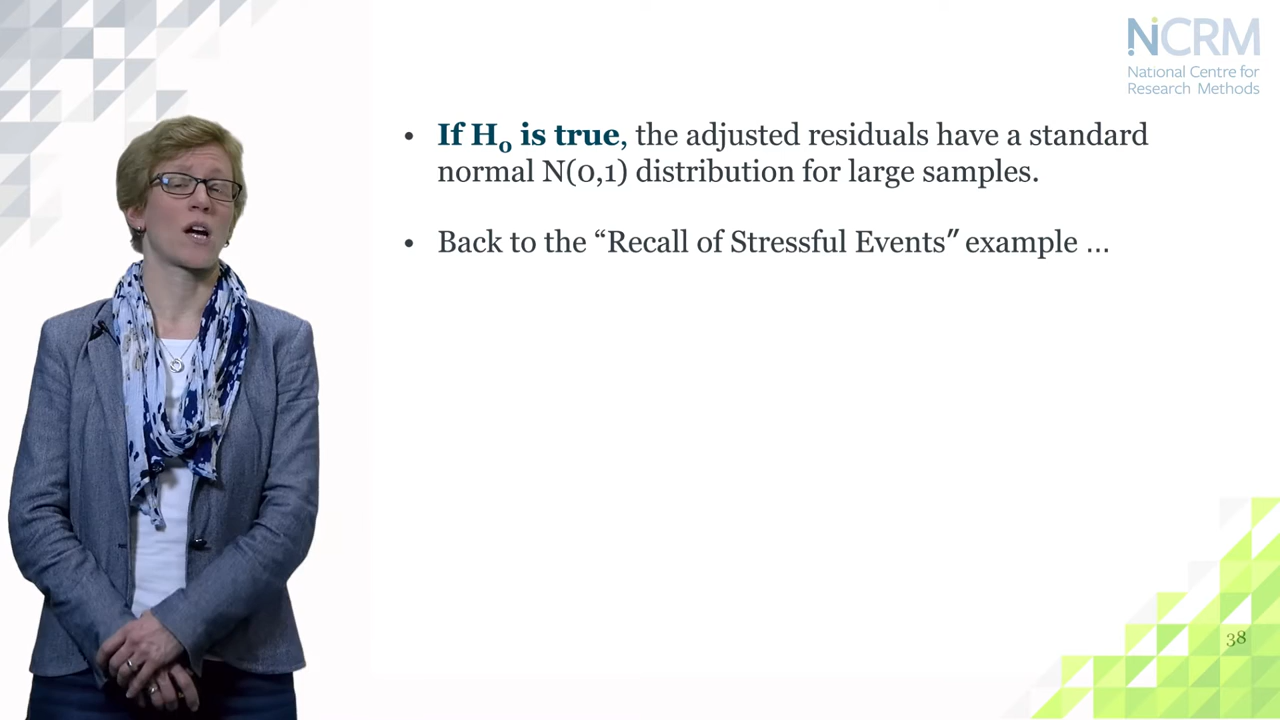 NCRM
National Centre for
Research Methods
• If H₀ is true, the adjusted residuals have a standard
normal N(0,1) distribution for large samples.
• Back to the “Recall of Stressful Events″ example …
38